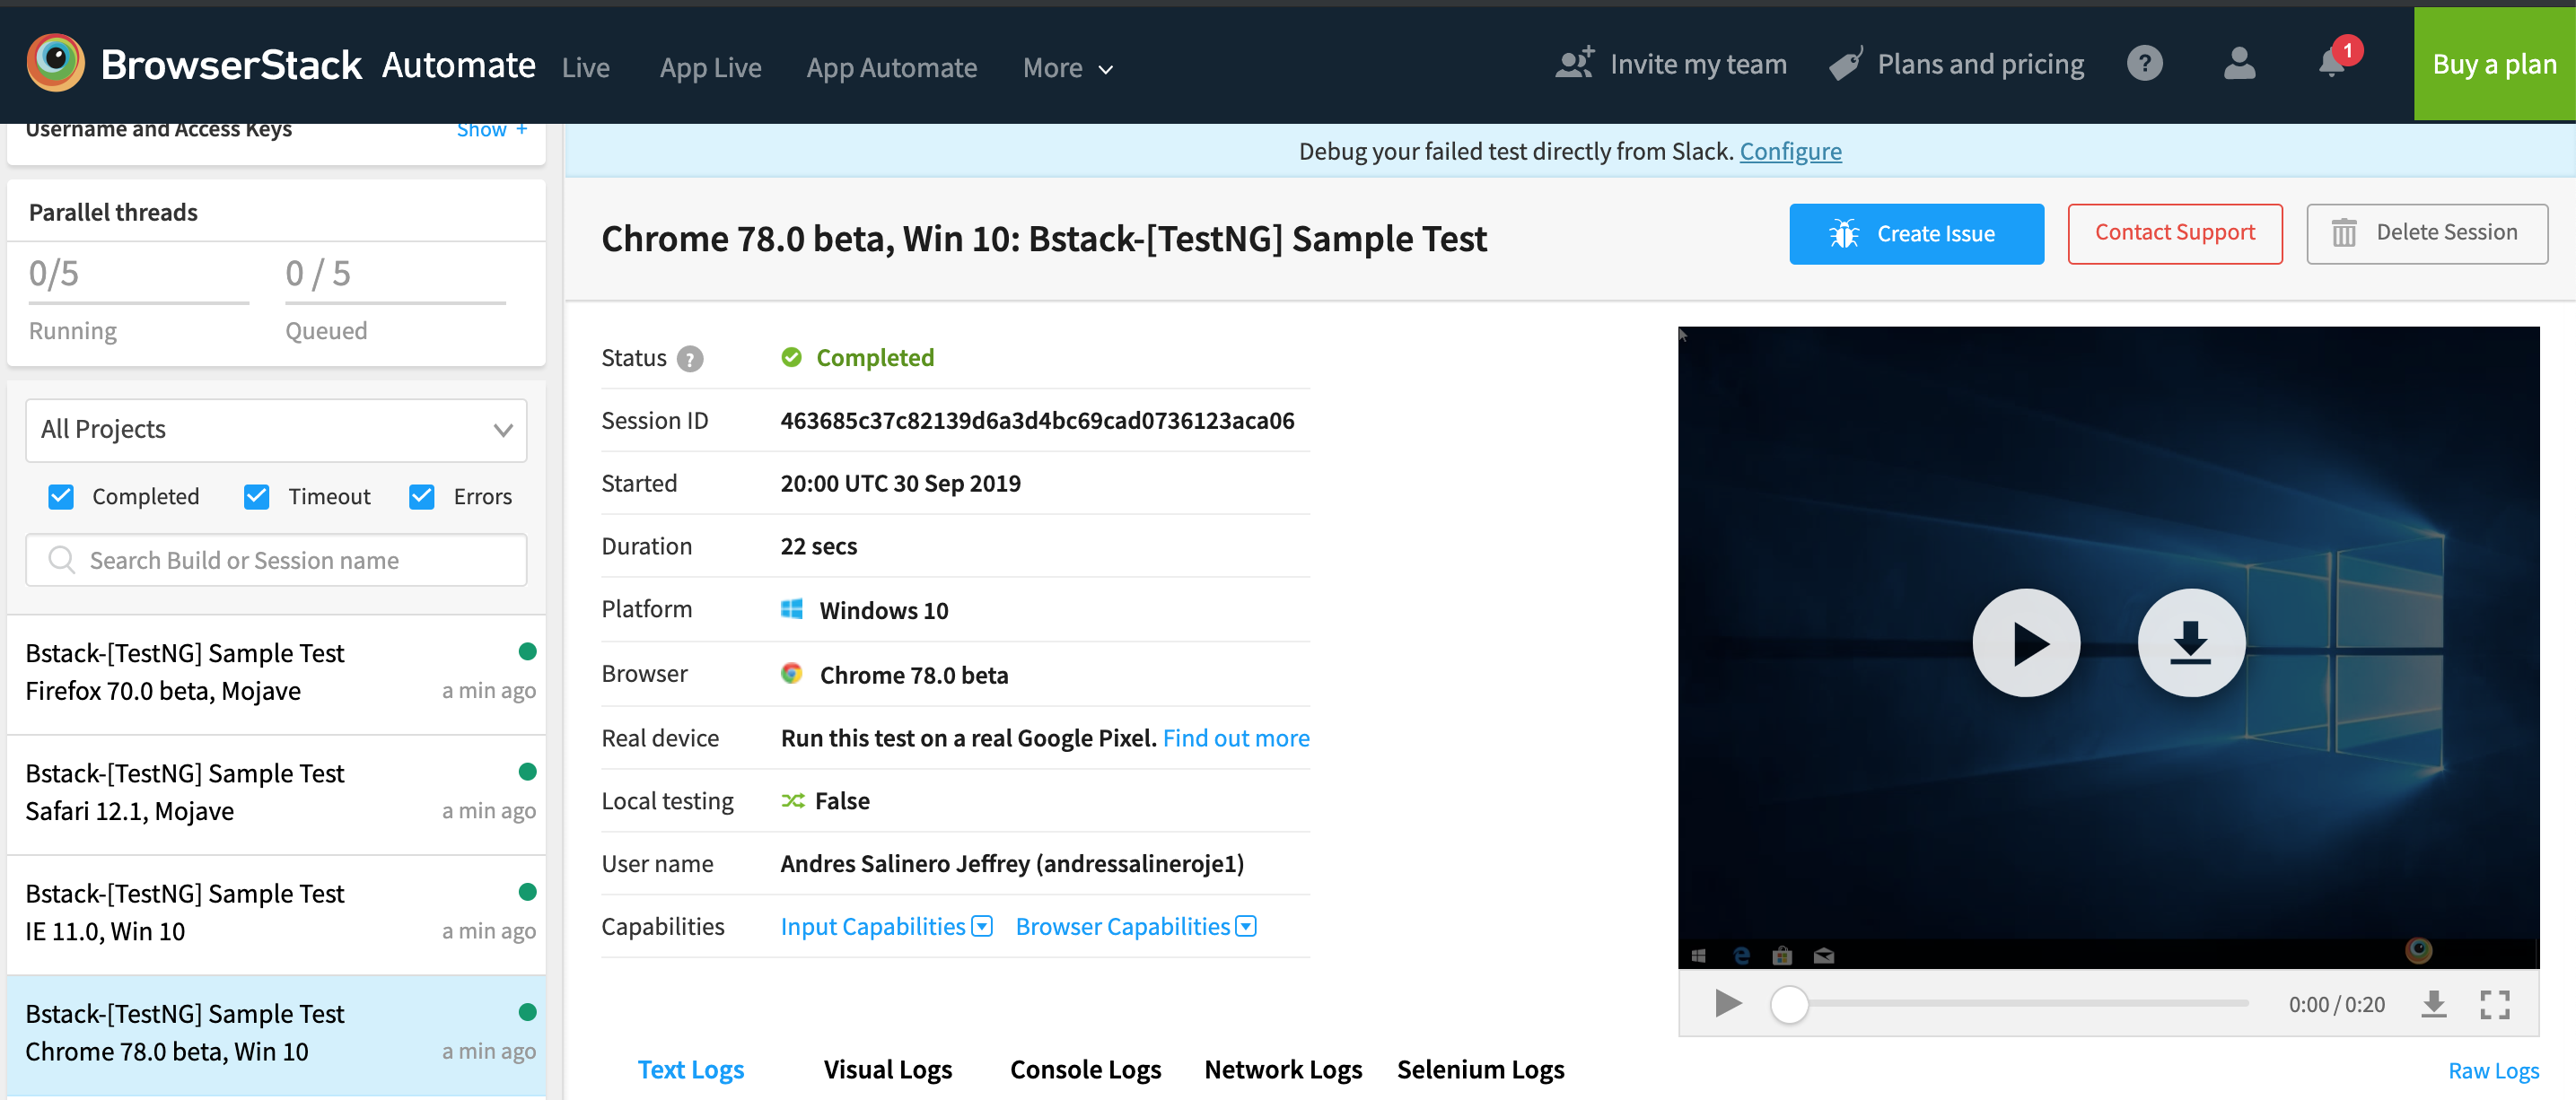 BrowserStack Automate Live App Live App Automate More Invite my team Plans and pricing ? 1 Buy a plan
Username and Access Keys Show +
Debug your failed test directly from Slack. Configure
Parallel threads
0/5 0 / 5
Running Queued
All Projects
Completed Timeout Errors
Search Build or Session name
Bstack-[TestNG] Sample Test
Firefox 70.0 beta, Mojave a min ago
Bstack-[TestNG] Sample Test
Safari 12.1, Mojave a min ago
Bstack-[TestNG] Sample Test
IE 11.0, Win 10 a min ago
Bstack-[TestNG] Sample Test
Chrome 78.0 beta, Win 10 a min ago
Chrome 78.0 beta, Win 10: Bstack-[TestNG] Sample Test Create Issue Contact Support Delete Session
Status ? Completed
Session ID 463685c37c82139d6a3d4bc69cad0736123aca06
Started 20:00 UTC 30 Sep 2019
Duration 22 secs
Platform Windows 10
Browser Chrome 78.0 beta
Real device Run this test on a real Google Pixel. Find out more
Local testing False
User name Andres Salinero Jeffrey (andressalineroje1)
Capabilities Input Capabilities Browser Capabilities
0:00 / 0:20
Text Logs Visual Logs Console Logs Network Logs Selenium Logs Raw Logs